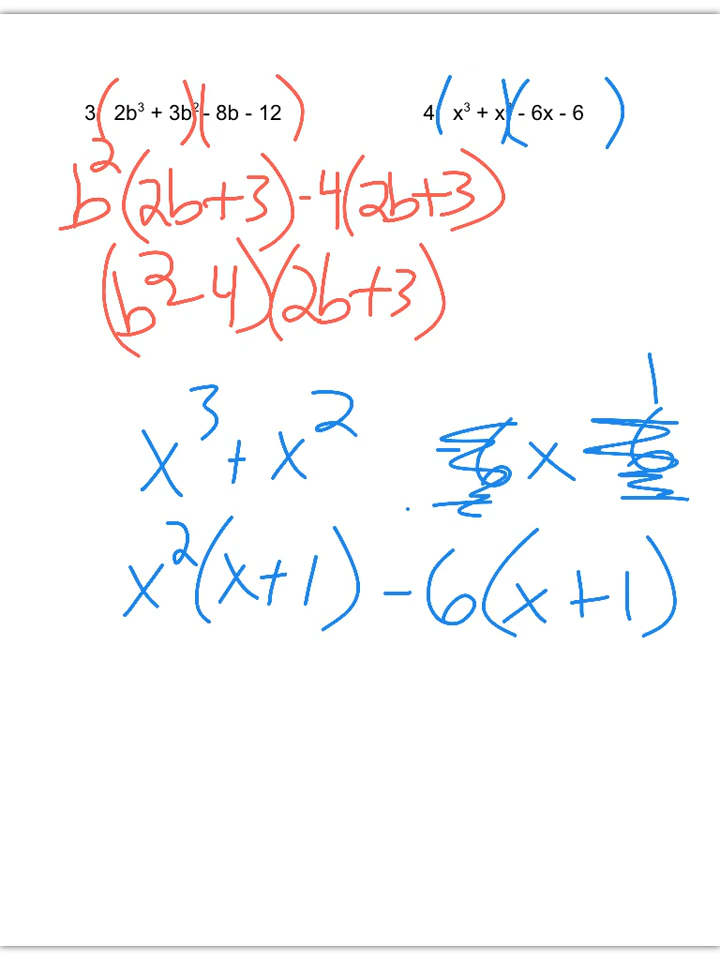 3 ( 2b³ + 3b²)( - 8b - 12 )
4 ( x³ + x²)( - 6x - 6 )
b²(2b+3)-4(2b+3)
(b²-4)(2b+3)
1
x³+x² x
x²(x+1)-6(x+1)